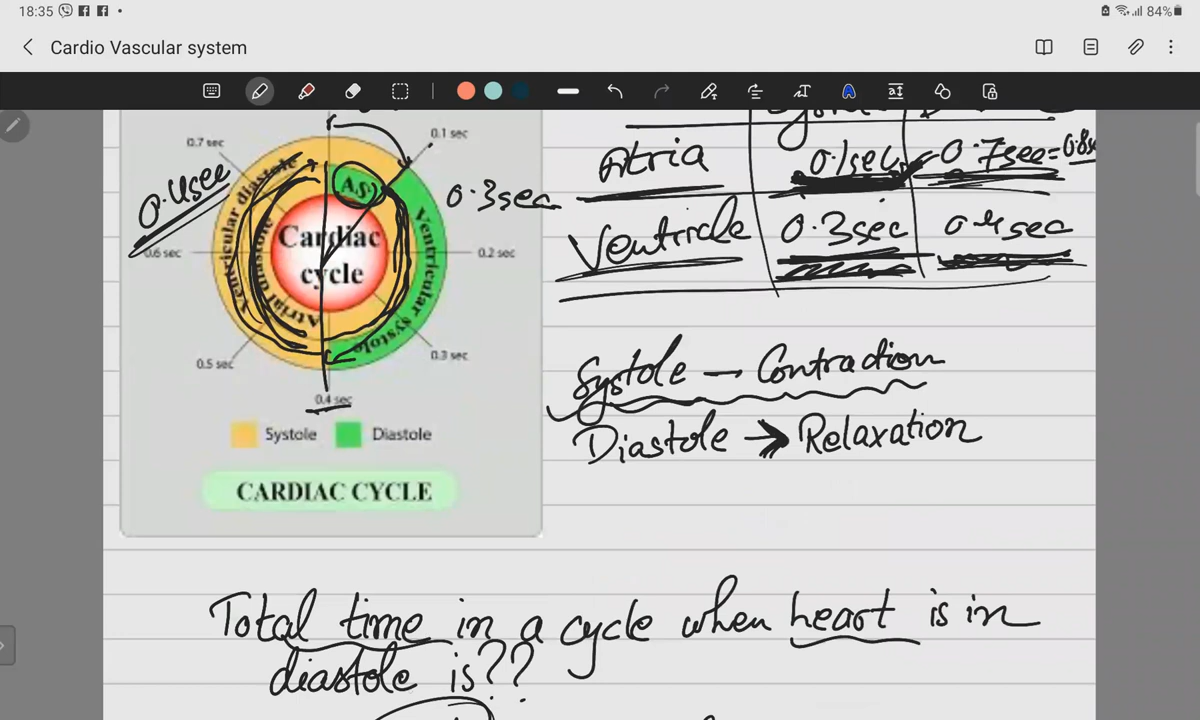 18:35
84%
Cardio Vascular system
0.7 sec
0.1 sec
0.4sec
A.S
0.3sec
Ventricular diastole
Atrial diastole
Ventricular systole
Cardiac
cycle
0.6 sec
0.2 sec
0.5 sec
0.3 sec
0.4 sec
Systole Diastole
CARDIAC CYCLE
Atria 0.1sec 0.7sec=0.8s
Ventricle 0.3sec 0.4sec
Systole — Contraction
Diastole → Relaxation
Total time in a cycle when heart is in
diastole is??